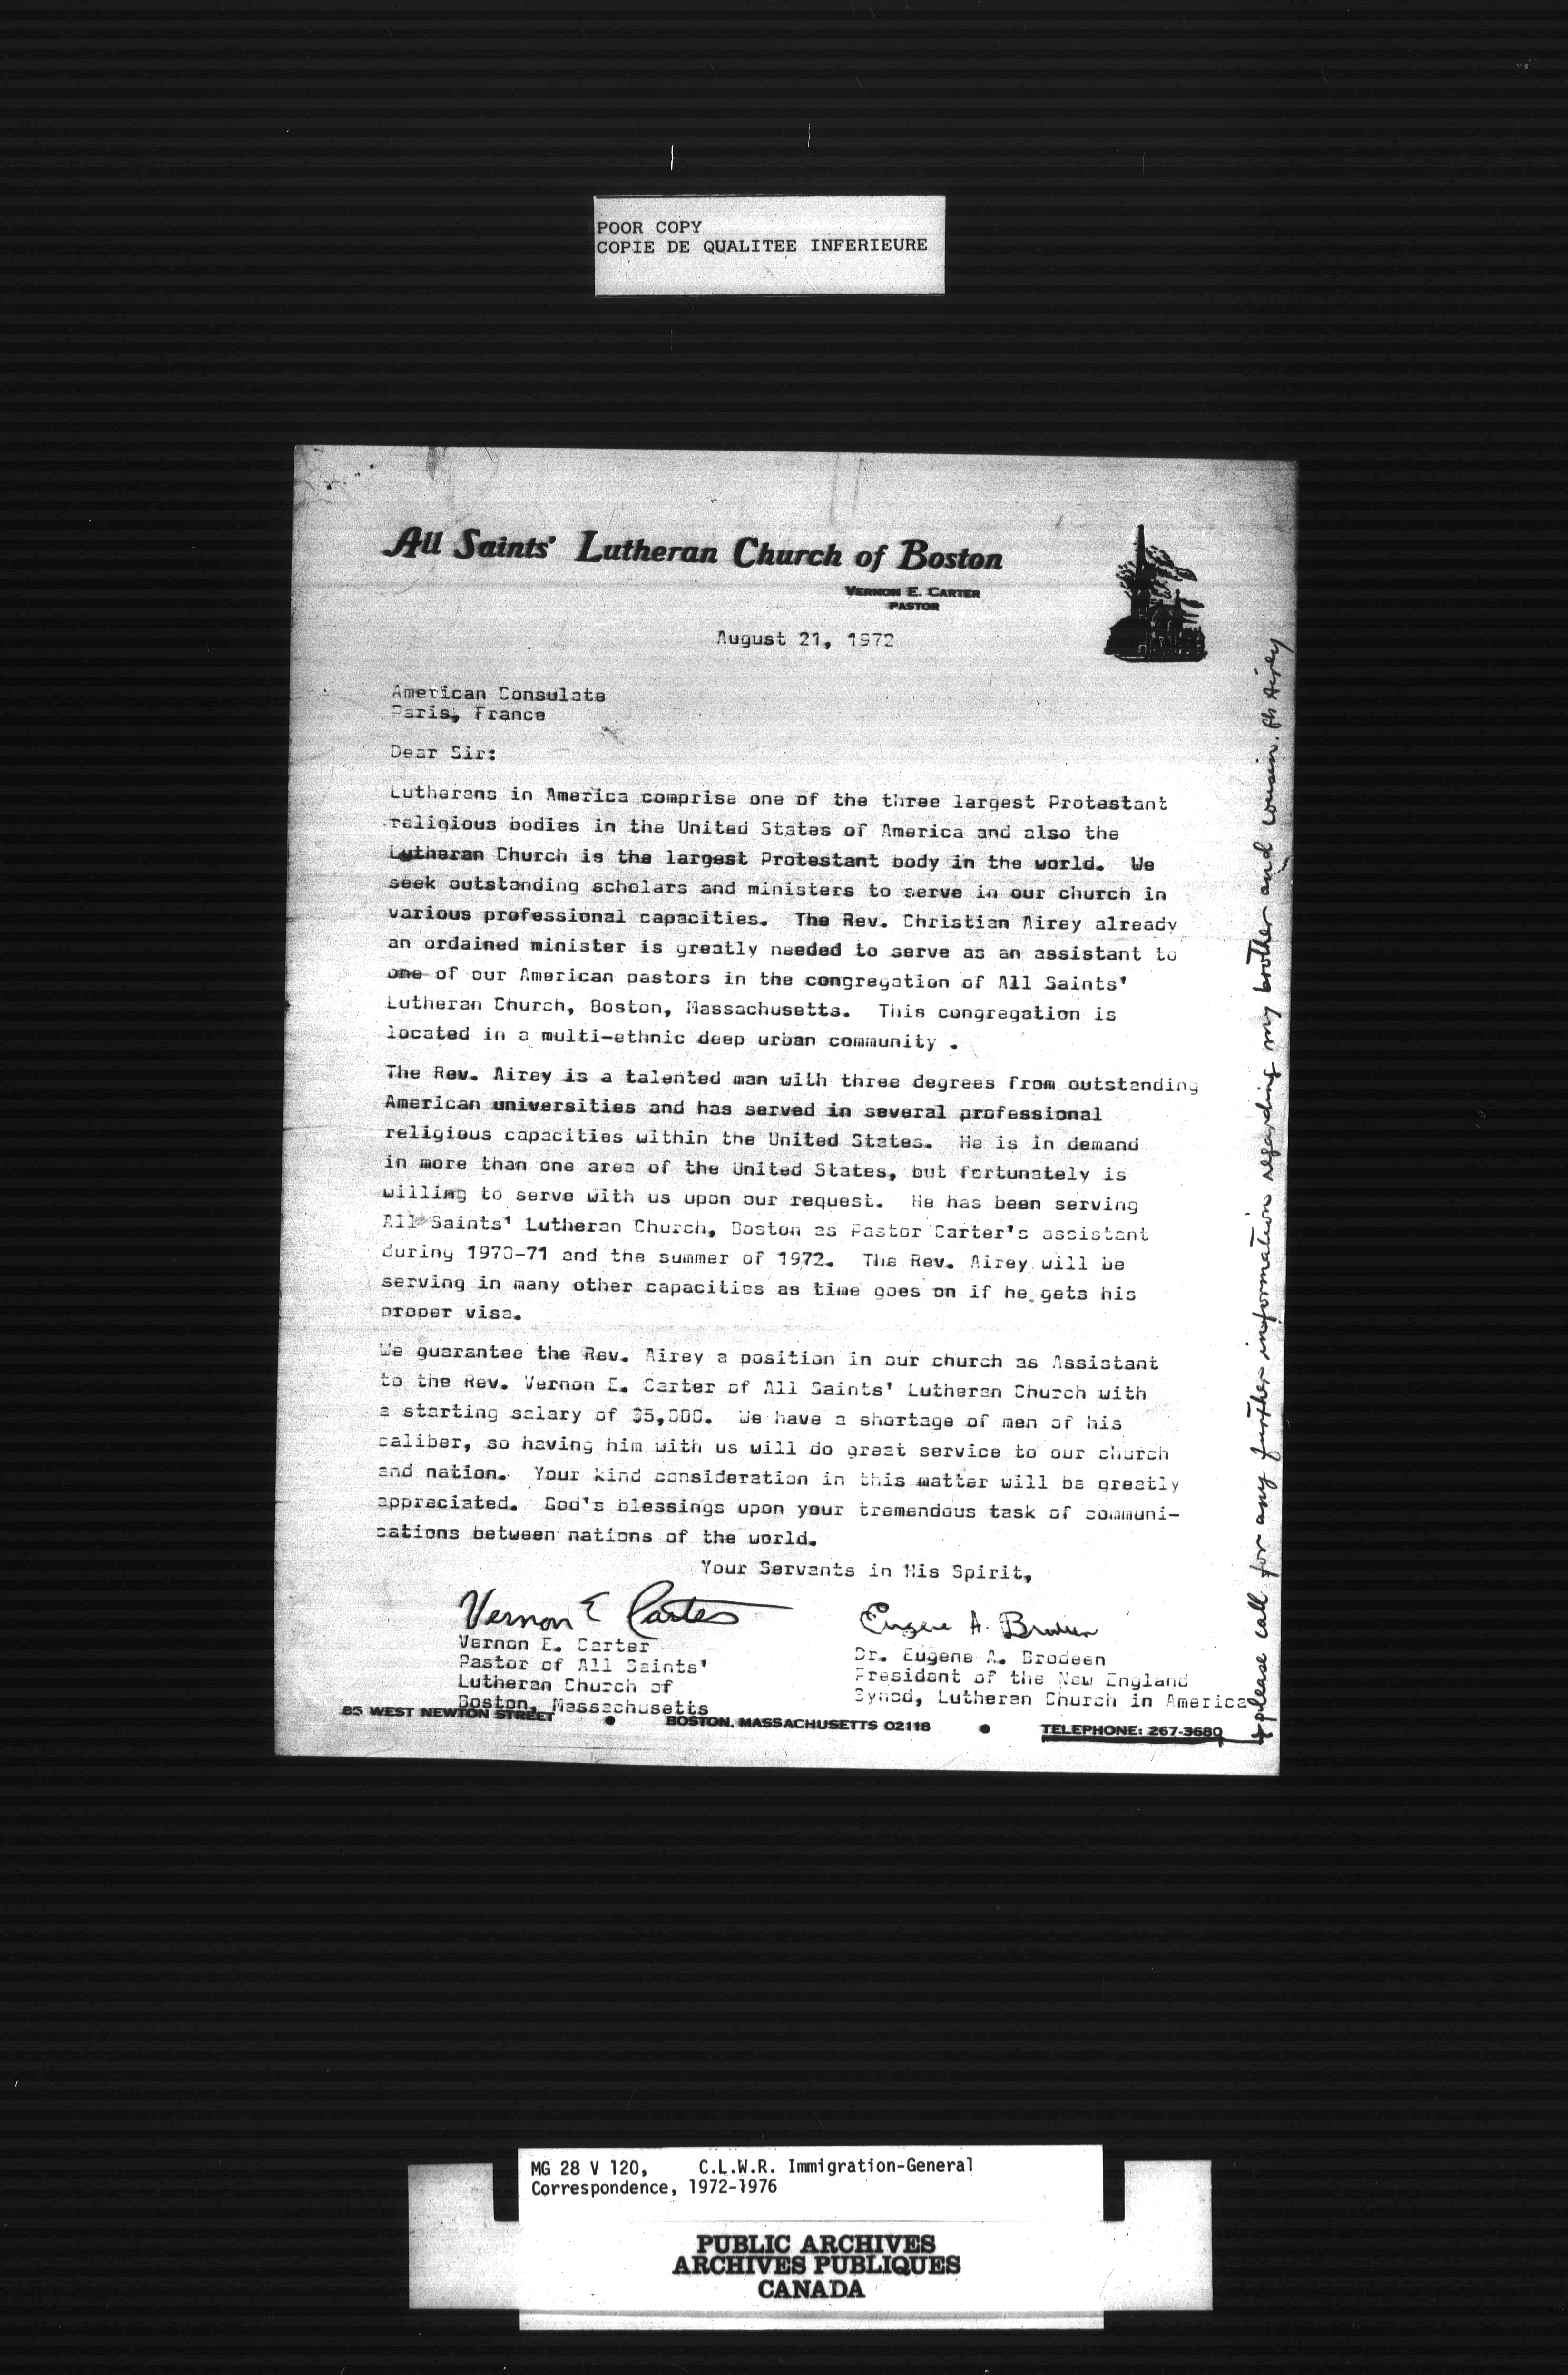 POOR COPY
COPIE DE QUALITEE INFERIEURE
All Saints' Lutheran Church of Boston
VERNON E. CARTER
PASTOR
August 21, 1972
American Consulate
Paris, France
Dear Sir:
Lutherans in America comprise one of the three largest Protestant
religious bodies in the United States of America and also the
Lutheran Church is the largest Protestant body in the world. We
seek outstanding scholars and ministers to serve in our church in
various professional capacities. The Rev. Christian Airey already
an ordained minister is greatly needed to serve as an assistant to
one of our American pastors in the congregation of All Saints'
Lutheran Church, Boston, Massachusetts. This congregation is
located in a multi-ethnic deep urban community .
The Rev. Airey is a talented man with three degrees from outstanding
American universities and has served in several professional
religious capacities within the United States. He is in demand
in more than one area of the United States, but fortunately is
willing to serve with us upon our request. He has been serving
All Saints' Lutheran Church, Boston as Pastor Carter's assistant
during 1970-71 and the summer of 1972. The Rev. Airey will be
serving in many other capacities as time goes on if he gets his
proper visa.
We guarantee the Rev. Airey a position in our church as Assistant
to the Rev. Vernon E. Carter of All Saints' Lutheran Church with
a starting salary of $5,000. We have a shortage of men of his
caliber, so having him with us will do great service to our church
and nation. Your kind consideration in this matter will be greatly
appreciated. God's blessings upon your tremendous task of communi-
cations between nations of the world.
Your Servants in His Spirit,
Vernon E Carter
Eugene A. Brodeen
Vernon E. Carter
Pastor of All Saints'
Lutheran Church of
Boston, Massachusetts
Dr. Eugene A. Brodeen
President of the New England
Synod, Lutheran Church in America
85 WEST NEWTON STREET • BOSTON, MASSACHUSETTS 02118 • TELEPHONE: 267-3680
please call for any further information regarding my brother and cousin. Airey
MG 28 V 120, C.L.W.R. Immigration-General
Correspondence, 1972-1976
PUBLIC ARCHIVES
ARCHIVES PUBLIQUES
CANADA